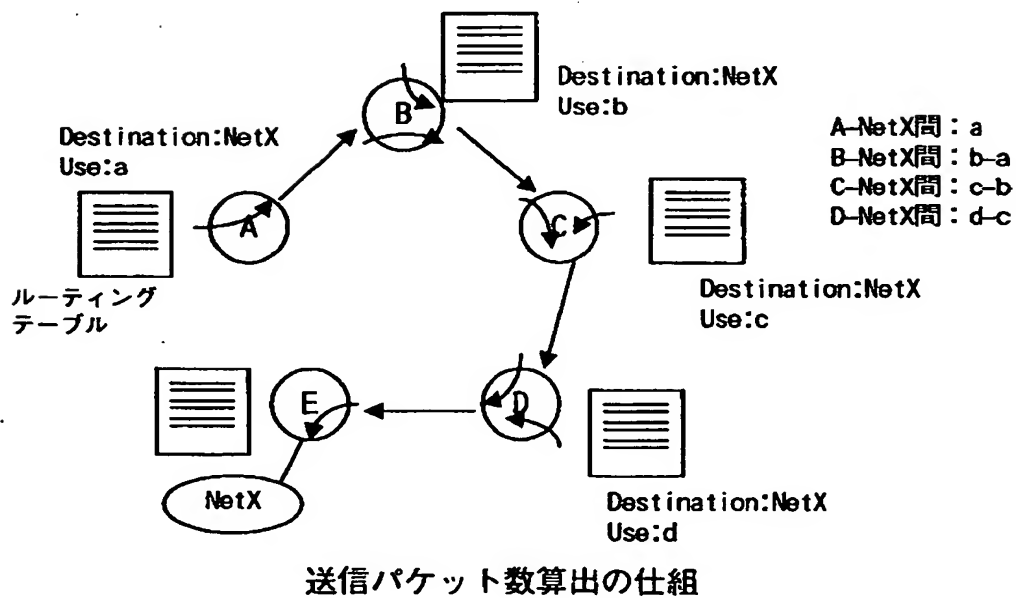 Destination:NetX
Use:b
Destination:NetX
Use:a
B
A-NetX間：a
B-NetX間：b-a
C-NetX間：c-b
D-NetX間：d-c
A
C
ルーティング
テーブル
Destination:NetX
Use:c
E
D
NetX
Destination:NetX
Use:d
送信パケット数算出の仕組